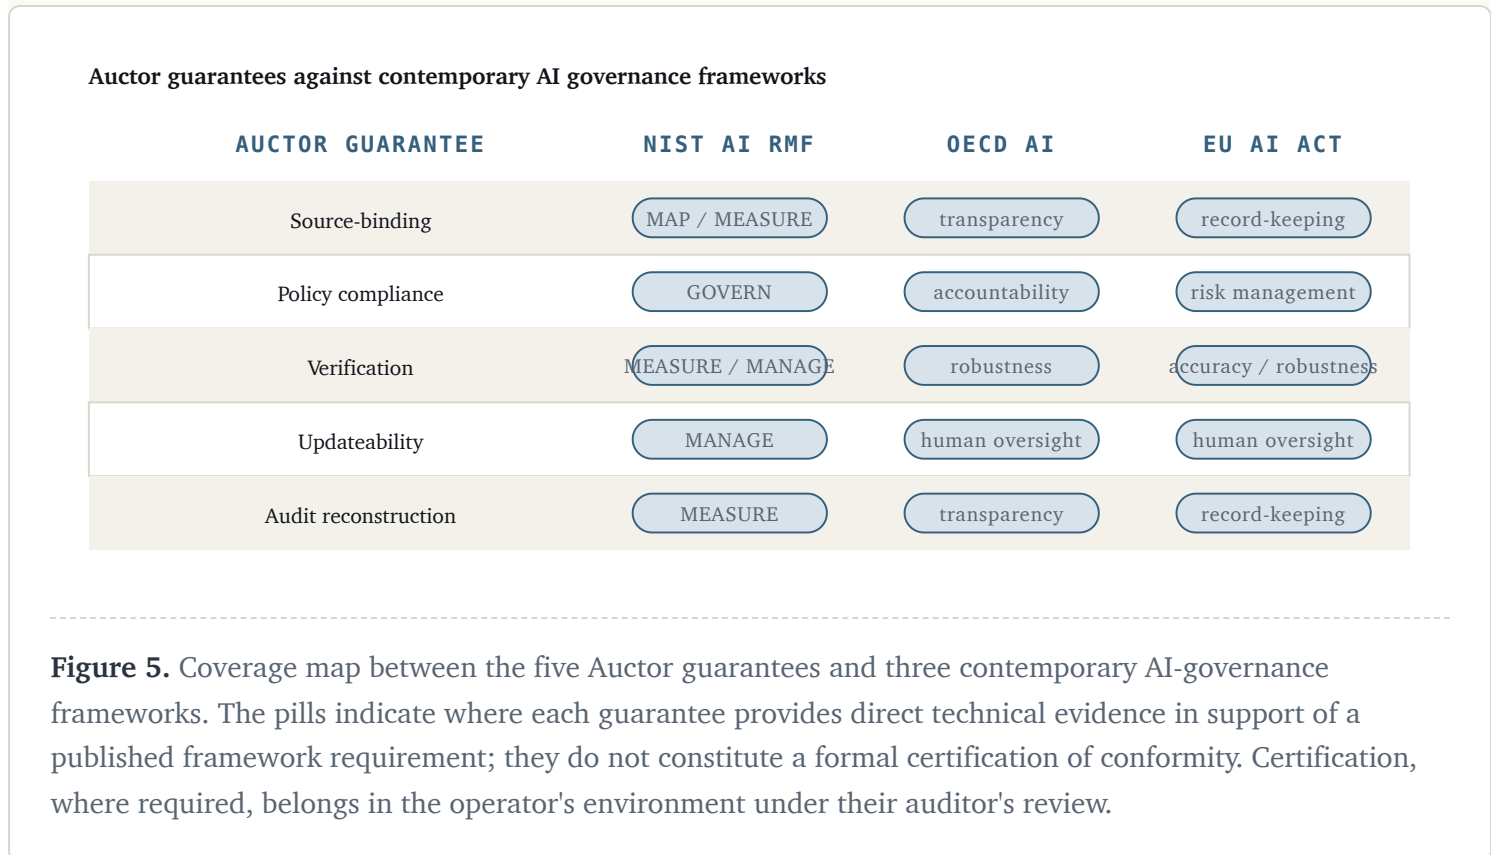 Auctor guarantees against contemporary AI governance frameworks
AUCTOR GUARANTEE NIST AI RMF OECD AI EU AI ACT
Source-binding MAP / MEASURE transparency record-keeping
Policy compliance GOVERN accountability risk management
Verification MEASURE / MANAGE robustness accuracy / robustness
Updateability MANAGE human oversight human oversight
Audit reconstruction MEASURE transparency record-keeping
Figure 5. Coverage map between the five Auctor guarantees and three contemporary AI-governance
frameworks. The pills indicate where each guarantee provides direct technical evidence in support of a
published framework requirement; they do not constitute a formal certification of conformity. Certification,
where required, belongs in the operator's environment under their auditor's review.